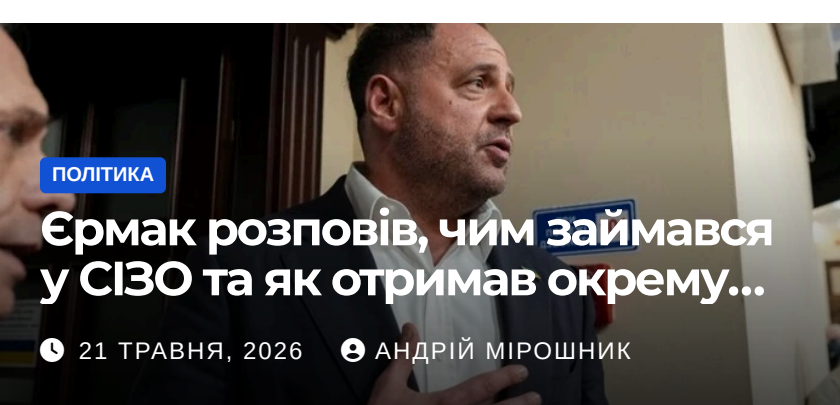 ПОЛІТИКА
Єрмак розповів, чим займався
у СІЗО та як отримав окрему...
21 ТРАВНЯ, 2026 АНДРІЙ МІРОШНИК